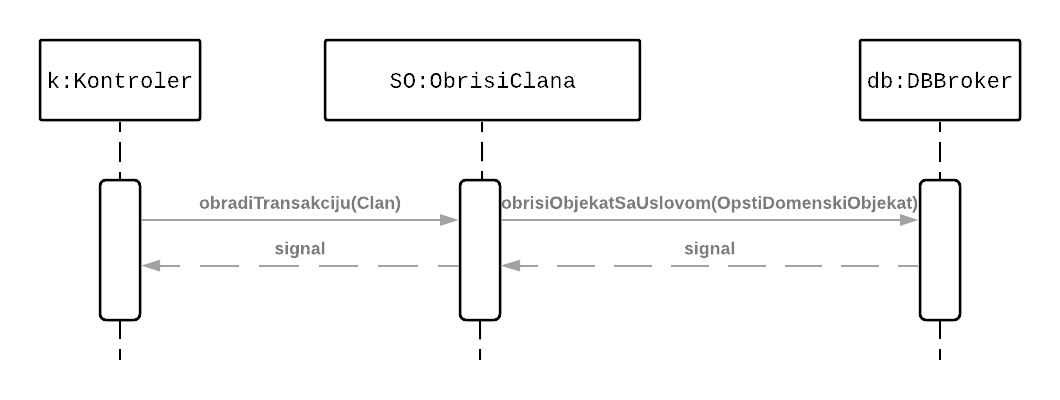 k:Kontroler
SO:ObrisiClana
db:DBBroker
obradiTransakciju(Clan)
obrisiObjekatSaUslovom(OpstiDomenskiObjekat)
signal
signal